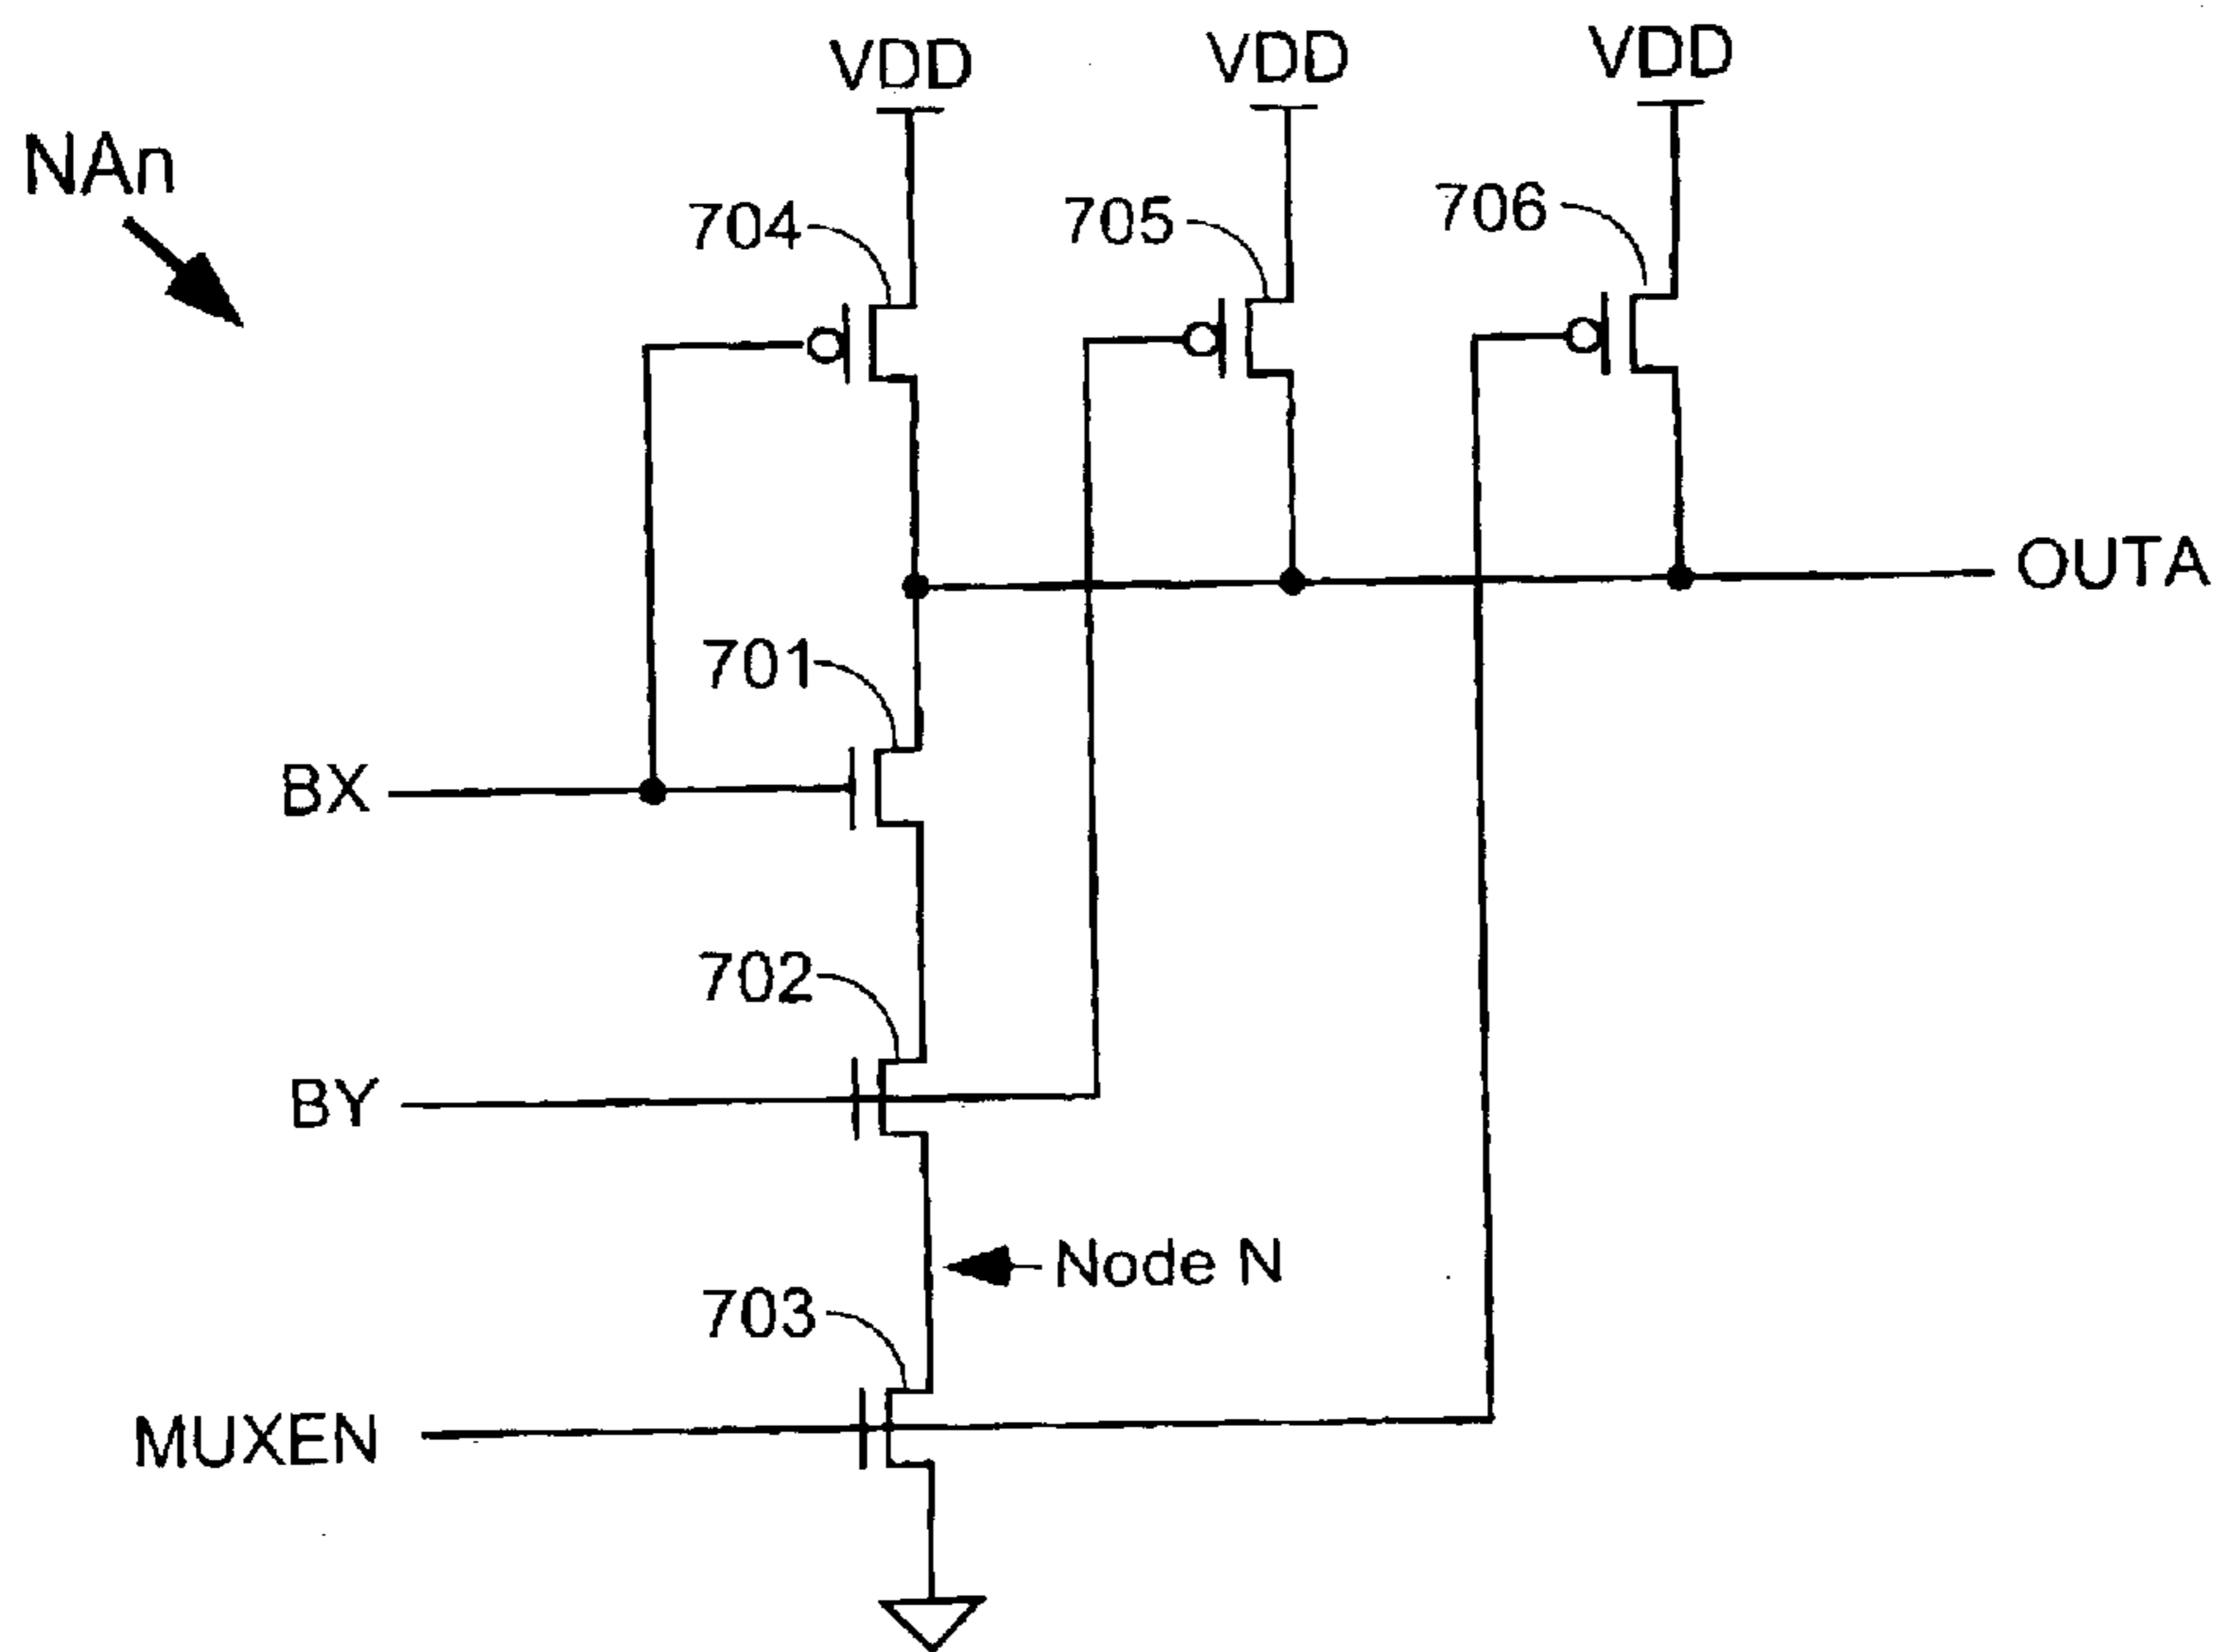 VDD
VDD
VDD
NAn
704
705
706
OUTA
701
BX
702
BY
Node N
703
MUXEN